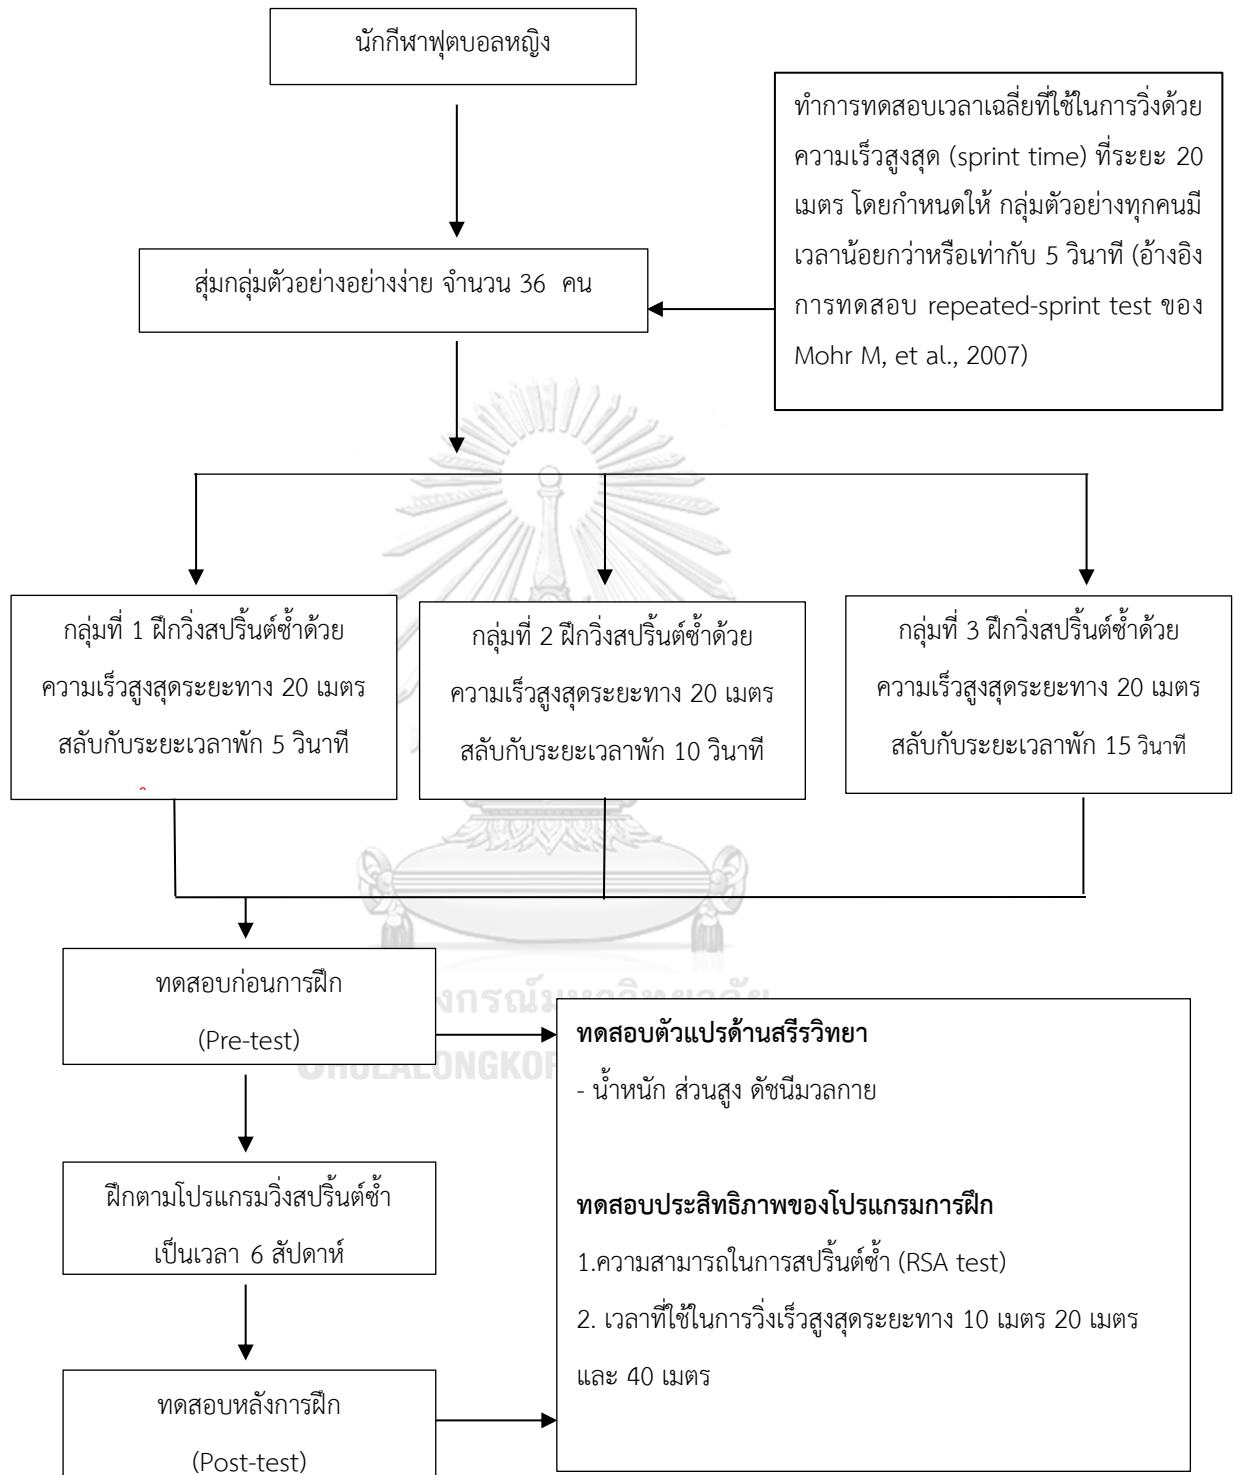 นักกีฬาฟุตบอลหญิง
ทำการทดสอบเวลาเฉลี่ยที่ใช้ในการวิ่งด้วย
ความเร็วสูงสุด (sprint time) ที่ระยะ 20
เมตร โดยกำหนดให้ กลุ่มตัวอย่างทุกคนมี
เวลาน้อยกว่าหรือเท่ากับ 5 วินาที (อ้างอิง
การทดสอบ repeated-sprint test ของ
Mohr M, et al., 2007)
สุ่มกลุ่มตัวอย่างอย่างง่าย จำนวน 36 คน
กลุ่มที่ 1 ฝึกวิ่งสปริ้นต์ซ้ำด้วย
ความเร็วสูงสุดระยะทาง 20 เมตร
สลับกับระยะเวลาพัก 5 วินาที
กลุ่มที่ 2 ฝึกวิ่งสปริ้นต์ซ้ำด้วย
ความเร็วสูงสุดระยะทาง 20 เมตร
สลับกับระยะเวลาพัก 10 วินาที
กลุ่มที่ 3 ฝึกวิ่งสปริ้นต์ซ้ำด้วย
ความเร็วสูงสุดระยะทาง 20 เมตร
สลับกับระยะเวลาพัก 15 วินาที
ทดสอบก่อนการฝึก
(Pre-test)
ทดสอบตัวแปรด้านสรีรวิทยา
- น้ำหนัก ส่วนสูง ดัชนีมวลกาย
ทดสอบประสิทธิภาพของโปรแกรมการฝึก
1.ความสามารถในการสปริ้นต์ซ้ำ (RSA test)
2. เวลาที่ใช้ในการวิ่งเร็วสูงสุดระยะทาง 10 เมตร 20 เมตร
และ 40 เมตร
ฝึกตามโปรแกรมวิ่งสปริ้นต์ซ้ำ
เป็นเวลา 6 สัปดาห์
ทดสอบหลังการฝึก
(Post-test)